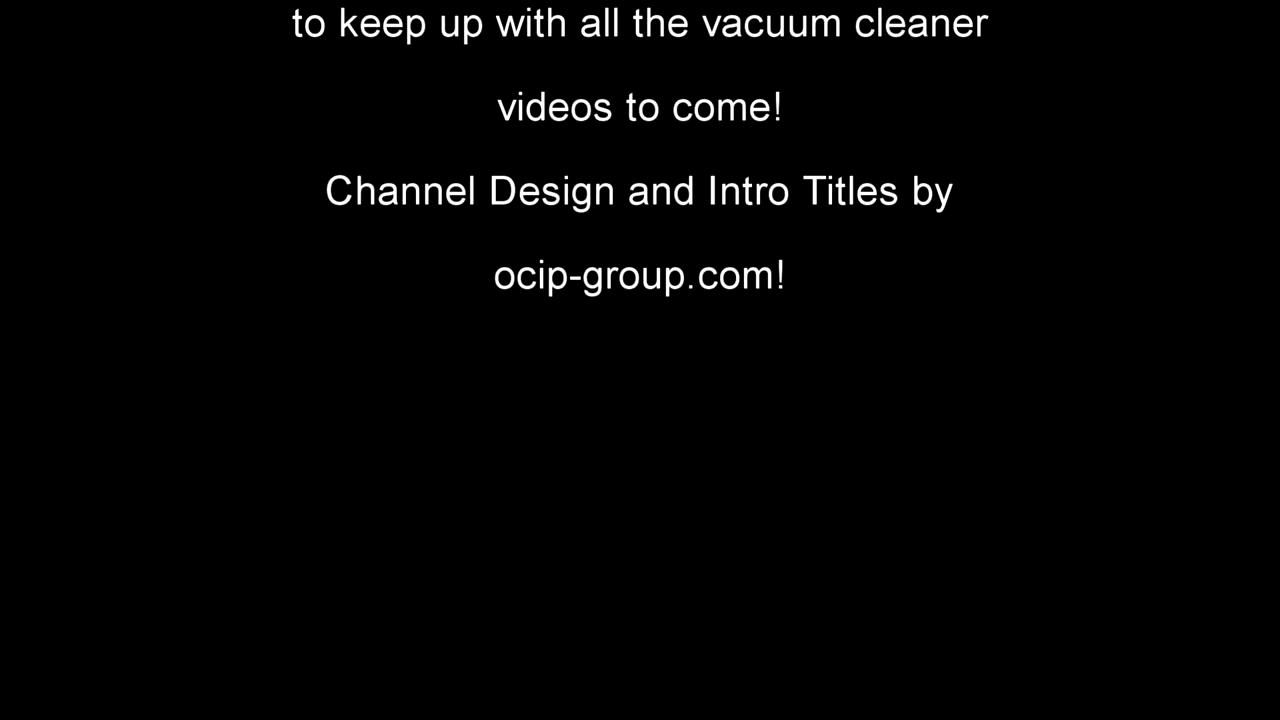 to keep up with all the vacuum cleaner
videos to come!
Channel Design and Intro Titles by
ocip-group.com!